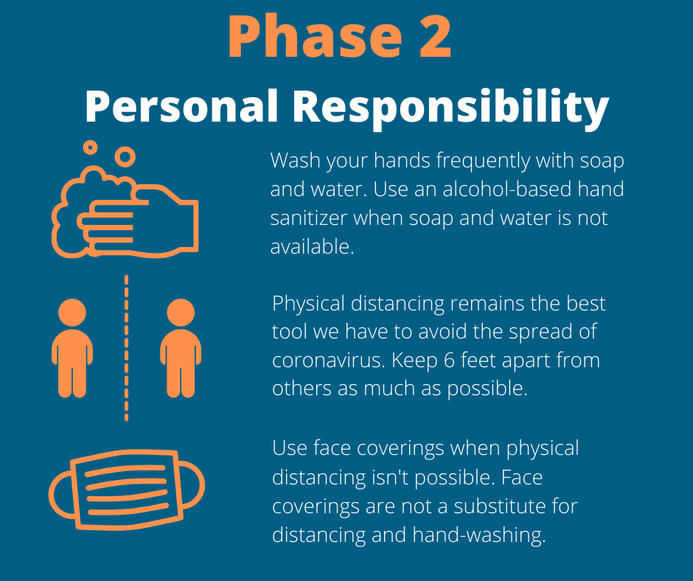 Phase 2
Personal Responsibility
Wash your hands frequently with soap
and water. Use an alcohol-based hand
sanitizer when soap and water is not
available.
Physical distancing remains the best
tool we have to avoid the spread of
coronavirus. Keep 6 feet apart from
others as much as possible.
Use face coverings when physical
distancing isn't possible. Face
coverings are not a substitute for
distancing and hand-washing.